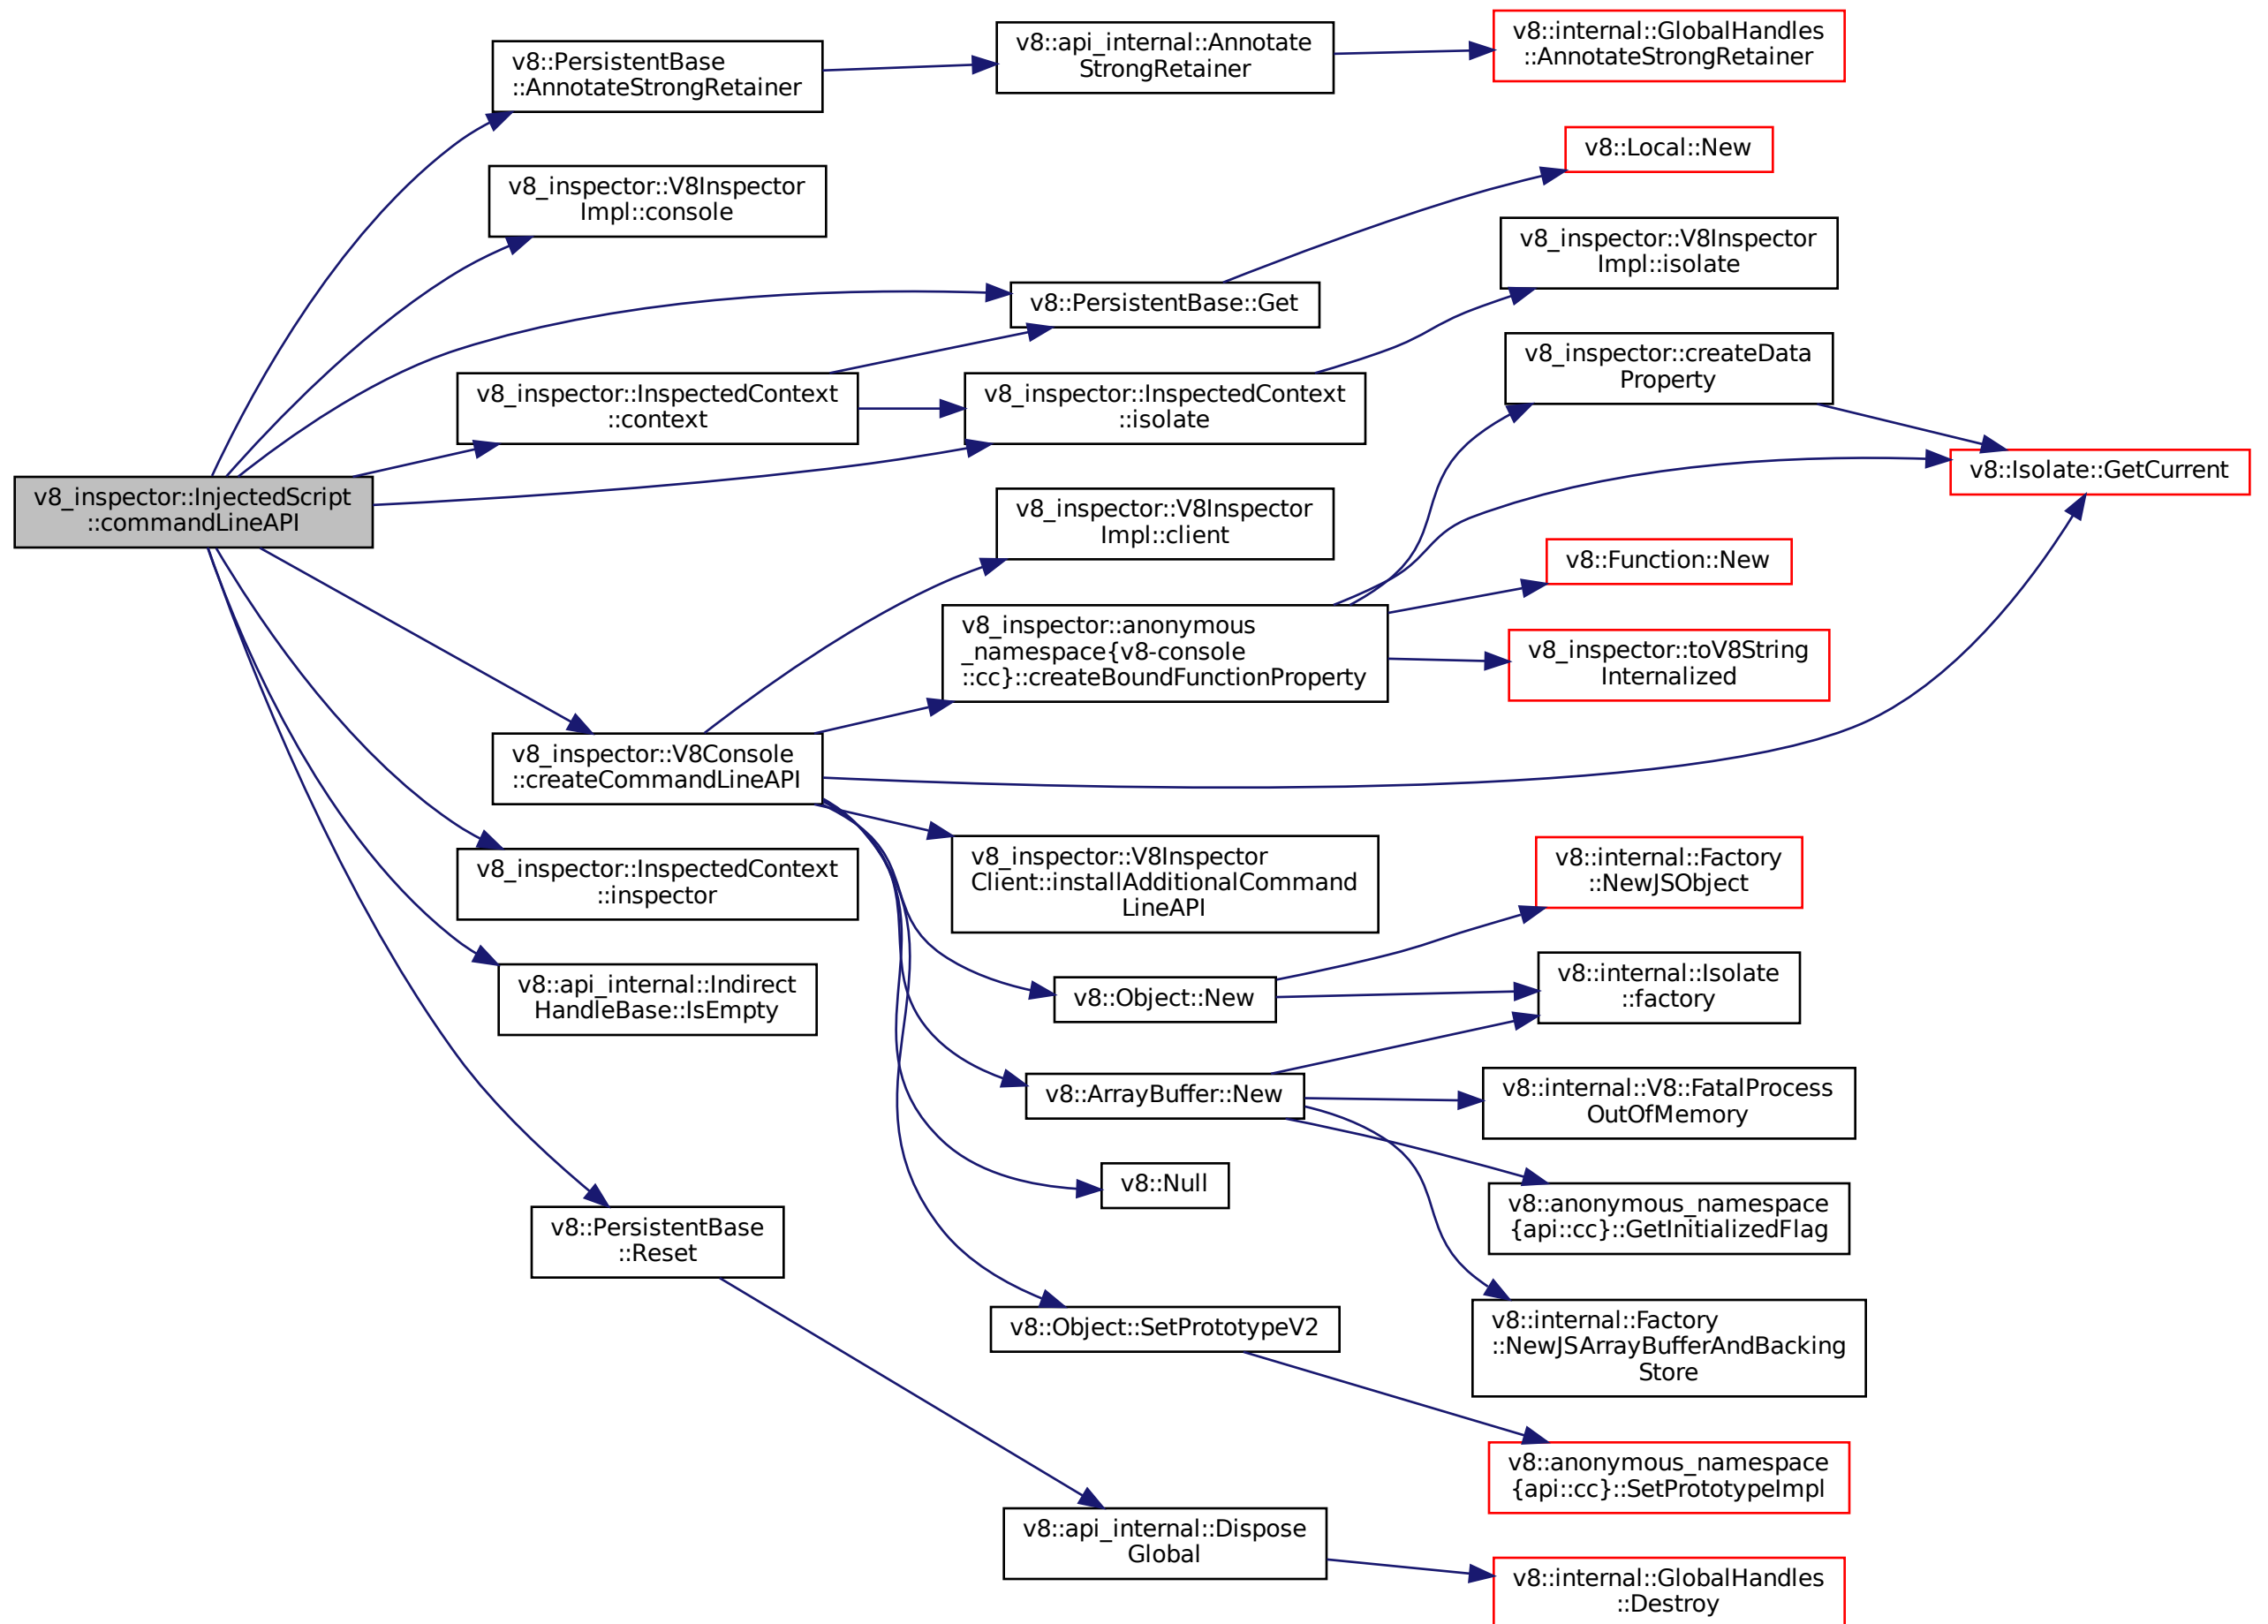 v8_inspector::InjectedScript
::commandLineAPI
v8::PersistentBase
::AnnotateStrongRetainer
v8_inspector::V8Inspector
Impl::console
v8_inspector::InspectedContext
::context
v8_inspector::V8Console
::createCommandLineAPI
v8_inspector::InspectedContext
::inspector
v8::api_internal::Indirect
HandleBase::IsEmpty
v8::PersistentBase
::Reset
v8::api_internal::Annotate
StrongRetainer
v8::PersistentBase::Get
v8_inspector::InspectedContext
::isolate
v8_inspector::V8Inspector
Impl::client
v8_inspector::anonymous
_namespace{v8-console
::cc}::createBoundFunctionProperty
v8_inspector::V8Inspector
Client::installAdditionalCommand
LineAPI
v8::Object::New
v8::ArrayBuffer::New
v8::Null
v8::Object::SetPrototypeV2
v8::api_internal::Dispose
Global
v8::internal::GlobalHandles
::AnnotateStrongRetainer
v8::Local::New
v8_inspector::V8Inspector
Impl::isolate
v8_inspector::createData
Property
v8::Function::New
v8_inspector::toV8String
Internalized
v8::internal::Factory
::NewJSObject
v8::internal::Isolate
::factory
v8::internal::V8::FatalProcess
OutOfMemory
v8::anonymous_namespace
{api::cc}::GetInitializedFlag
v8::internal::Factory
::NewJSArrayBufferAndBacking
Store
v8::anonymous_namespace
{api::cc}::SetPrototypeImpl
v8::internal::GlobalHandles
::Destroy
v8::Isolate::GetCurrent